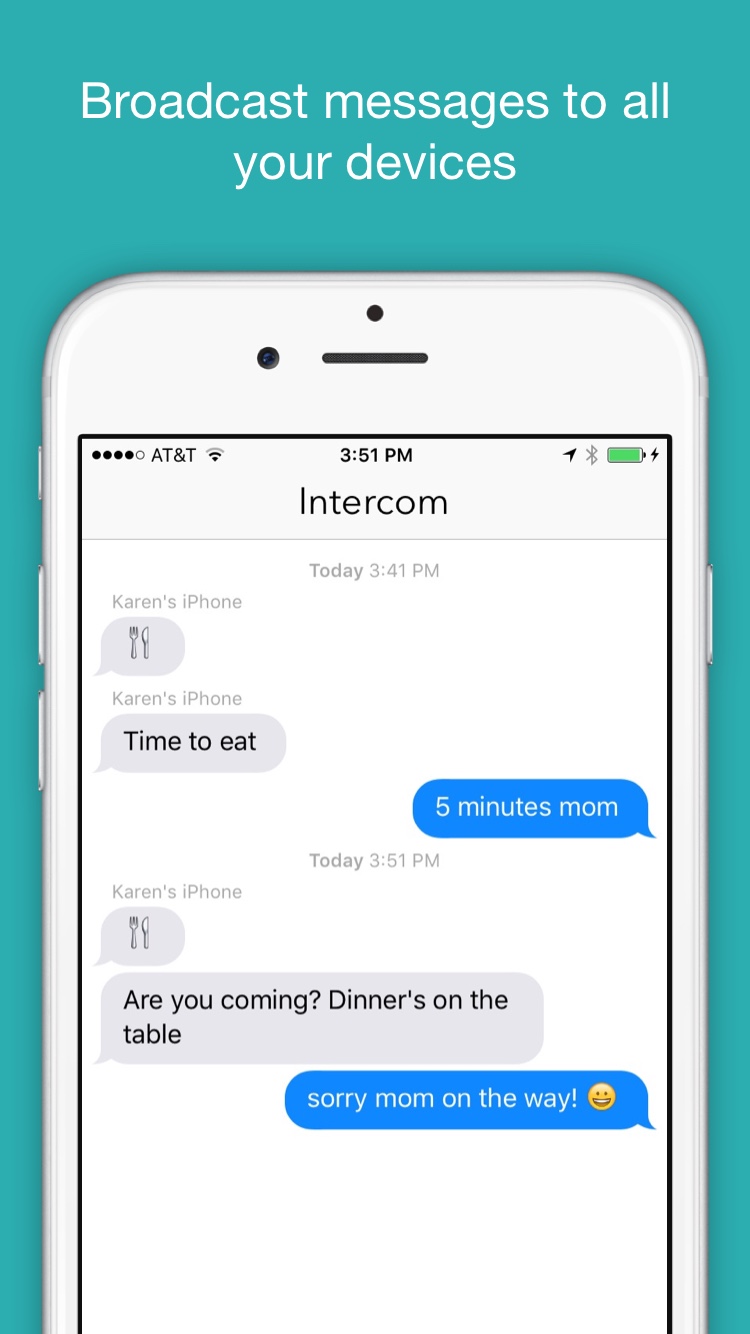 Broadcast messages to all
your devices
AT&T 3:51 PM
Intercom
Today 3:41 PM
Karen's iPhone
🍴
Karen's iPhone
Time to eat
5 minutes mom
Today 3:51 PM
Karen's iPhone
🍴
Are you coming? Dinner's on the
table
sorry mom on the way! 😀